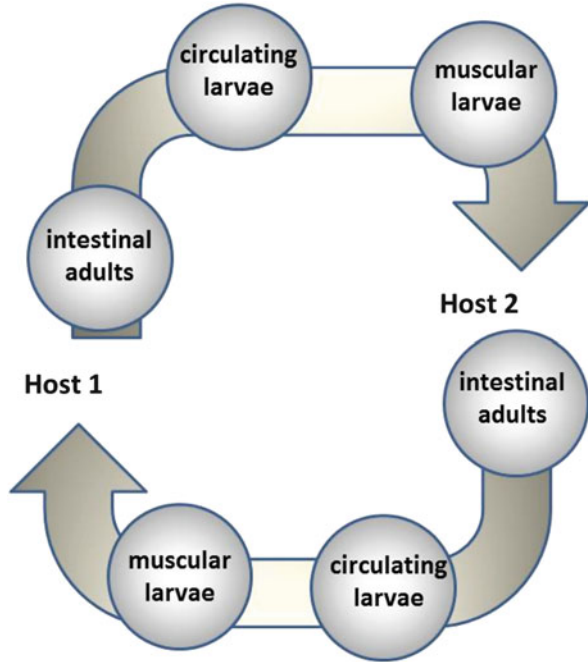 circulating
larvae
muscular
larvae
intestinal
adults
Host 2
Host 1
intestinal
adults
muscular
larvae
circulating
larvae